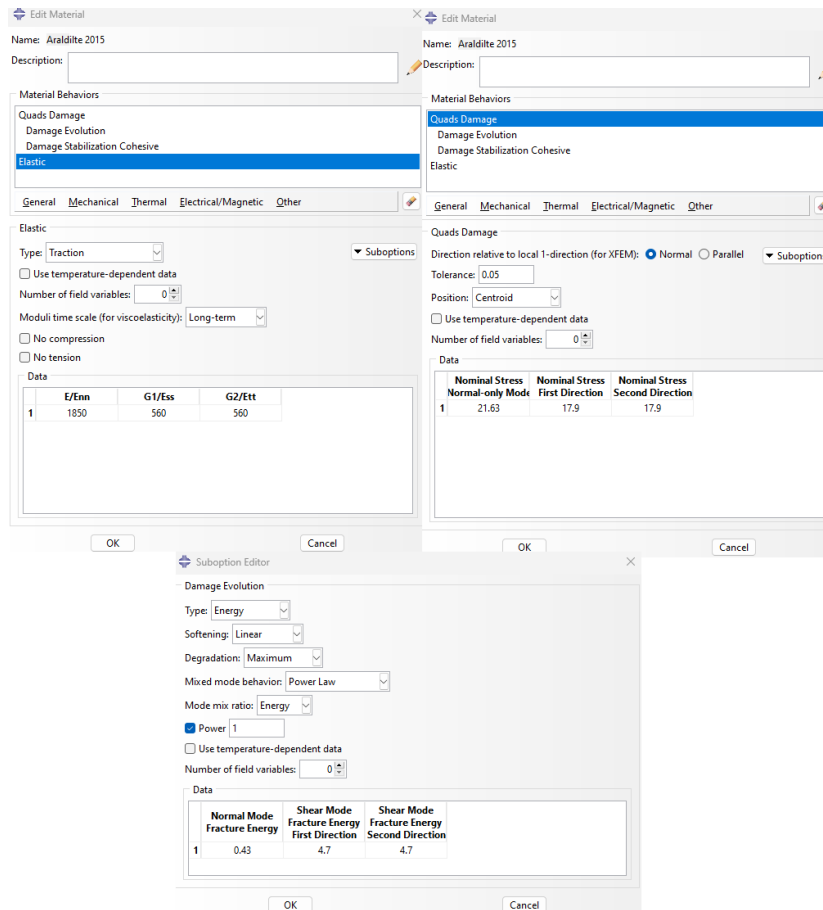 Edit Material
Name: Araldilte 2015
Description:
Material Behaviors
Quads Damage
Damage Evolution
Damage Stabilization Cohesive
Elastic
General Mechanical Thermal Electrical/Magnetic Other
Elastic
Type: Traction
Suboptions
Use temperature-dependent data
Number of field variables: 0
Moduli time scale (for viscoelasticity): Long-term
No compression
No tension
Data
E/Enn G1/Ess G2/Ett
1 1850 560 560
OK Cancel
Edit Material
Name: Araldilte 2015
Description:
Material Behaviors
Quads Damage
Damage Evolution
Damage Stabilization Cohesive
Elastic
General Mechanical Thermal Electrical/Magnetic Other
Quads Damage
Direction relative to local 1-direction (for XFEM): Normal Parallel
Suboption
Tolerance: 0.05
Position: Centroid
Use temperature-dependent data
Number of field variables: 0
Data
Nominal Stress Nominal Stress Nominal Stress
Normal-only Mode First Direction Second Direction
1 21.63 17.9 17.9
OK Cancel
Suboption Editor
Damage Evolution
Type: Energy
Softening: Linear
Degradation: Maximum
Mixed mode behavior: Power Law
Mode mix ratio: Energy
Power 1
Use temperature-dependent data
Number of field variables: 0
Data
Normal Mode Fracture Energy
Shear Mode Fracture Energy First Direction
Shear Mode Fracture Energy Second Direction
1 0.43 4.7 4.7
OK Cancel